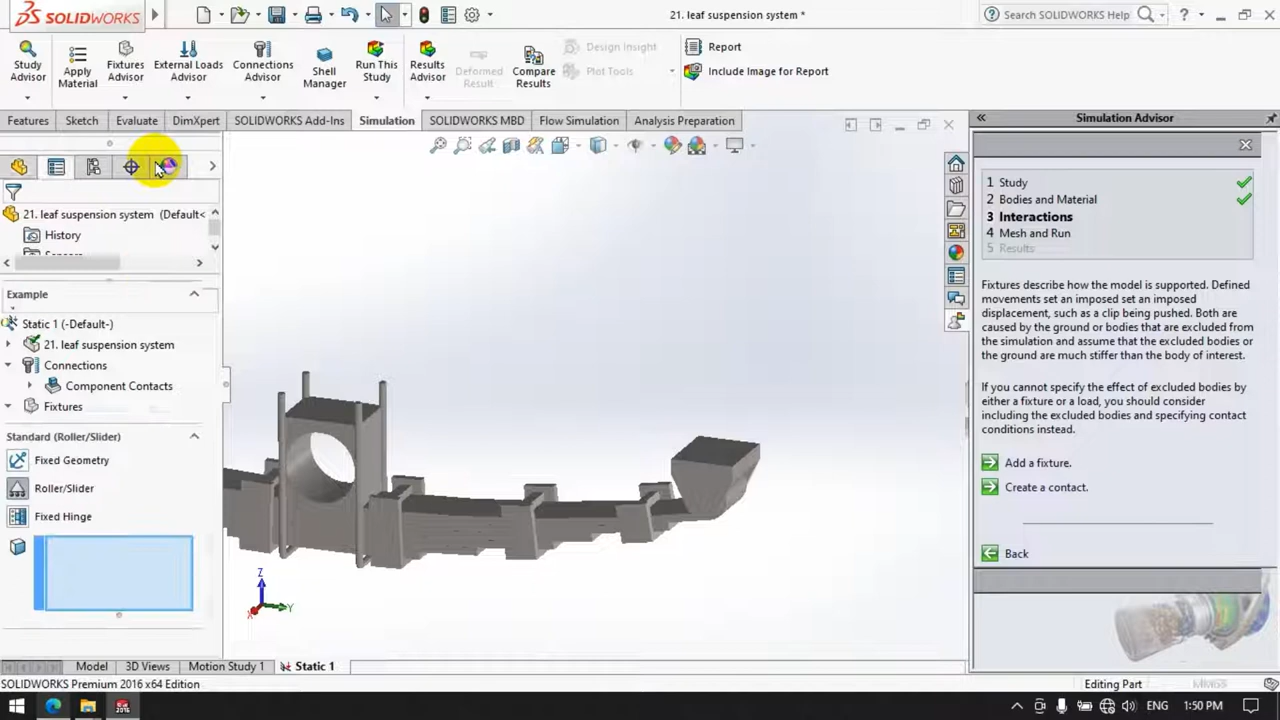 SOLIDWORKS
21. leaf suspension system *
Search SOLIDWORKS Help
?
Study Advisor
Apply Material
Fixtures Advisor
External Loads Advisor
Connections Advisor
Shell Manager
Run This Study
Results Advisor
Deformed Result
Compare Results
Design Insight
Plot Tools
Report
Include Image for Report
Features
Sketch
Evaluate
DimXpert
SOLIDWORKS Add-Ins
Simulation
SOLIDWORKS MBD
Flow Simulation
Analysis Preparation
21. leaf suspension system (Default<
History
Example
Static 1 (-Default-)
21. leaf suspension system
Connections
Component Contacts
Fixtures
Standard (Roller/Slider)
Fixed Geometry
Roller/Slider
Fixed Hinge
Z
Y
X
Simulation Advisor
1 Study
2 Bodies and Material
3 Interactions
4 Mesh and Run
5 Results
Fixtures describe how the model is supported. Defined
movements set an imposed set an imposed
displacement, such as a clip being pushed. Both are
caused by the ground or bodies that are excluded from
the simulation and assume that the excluded bodies or
the ground are much stiffer than the body of interest.
If you cannot specify the effect of excluded bodies by
either a fixture or a load, you should consider
including the excluded bodies and specifying contact
conditions instead.
Add a fixture.
Create a contact.
Back
Model
3D Views
Motion Study 1
Static 1
SOLIDWORKS Premium 2016 x64 Edition
Editing Part
ENG
1:50 PM